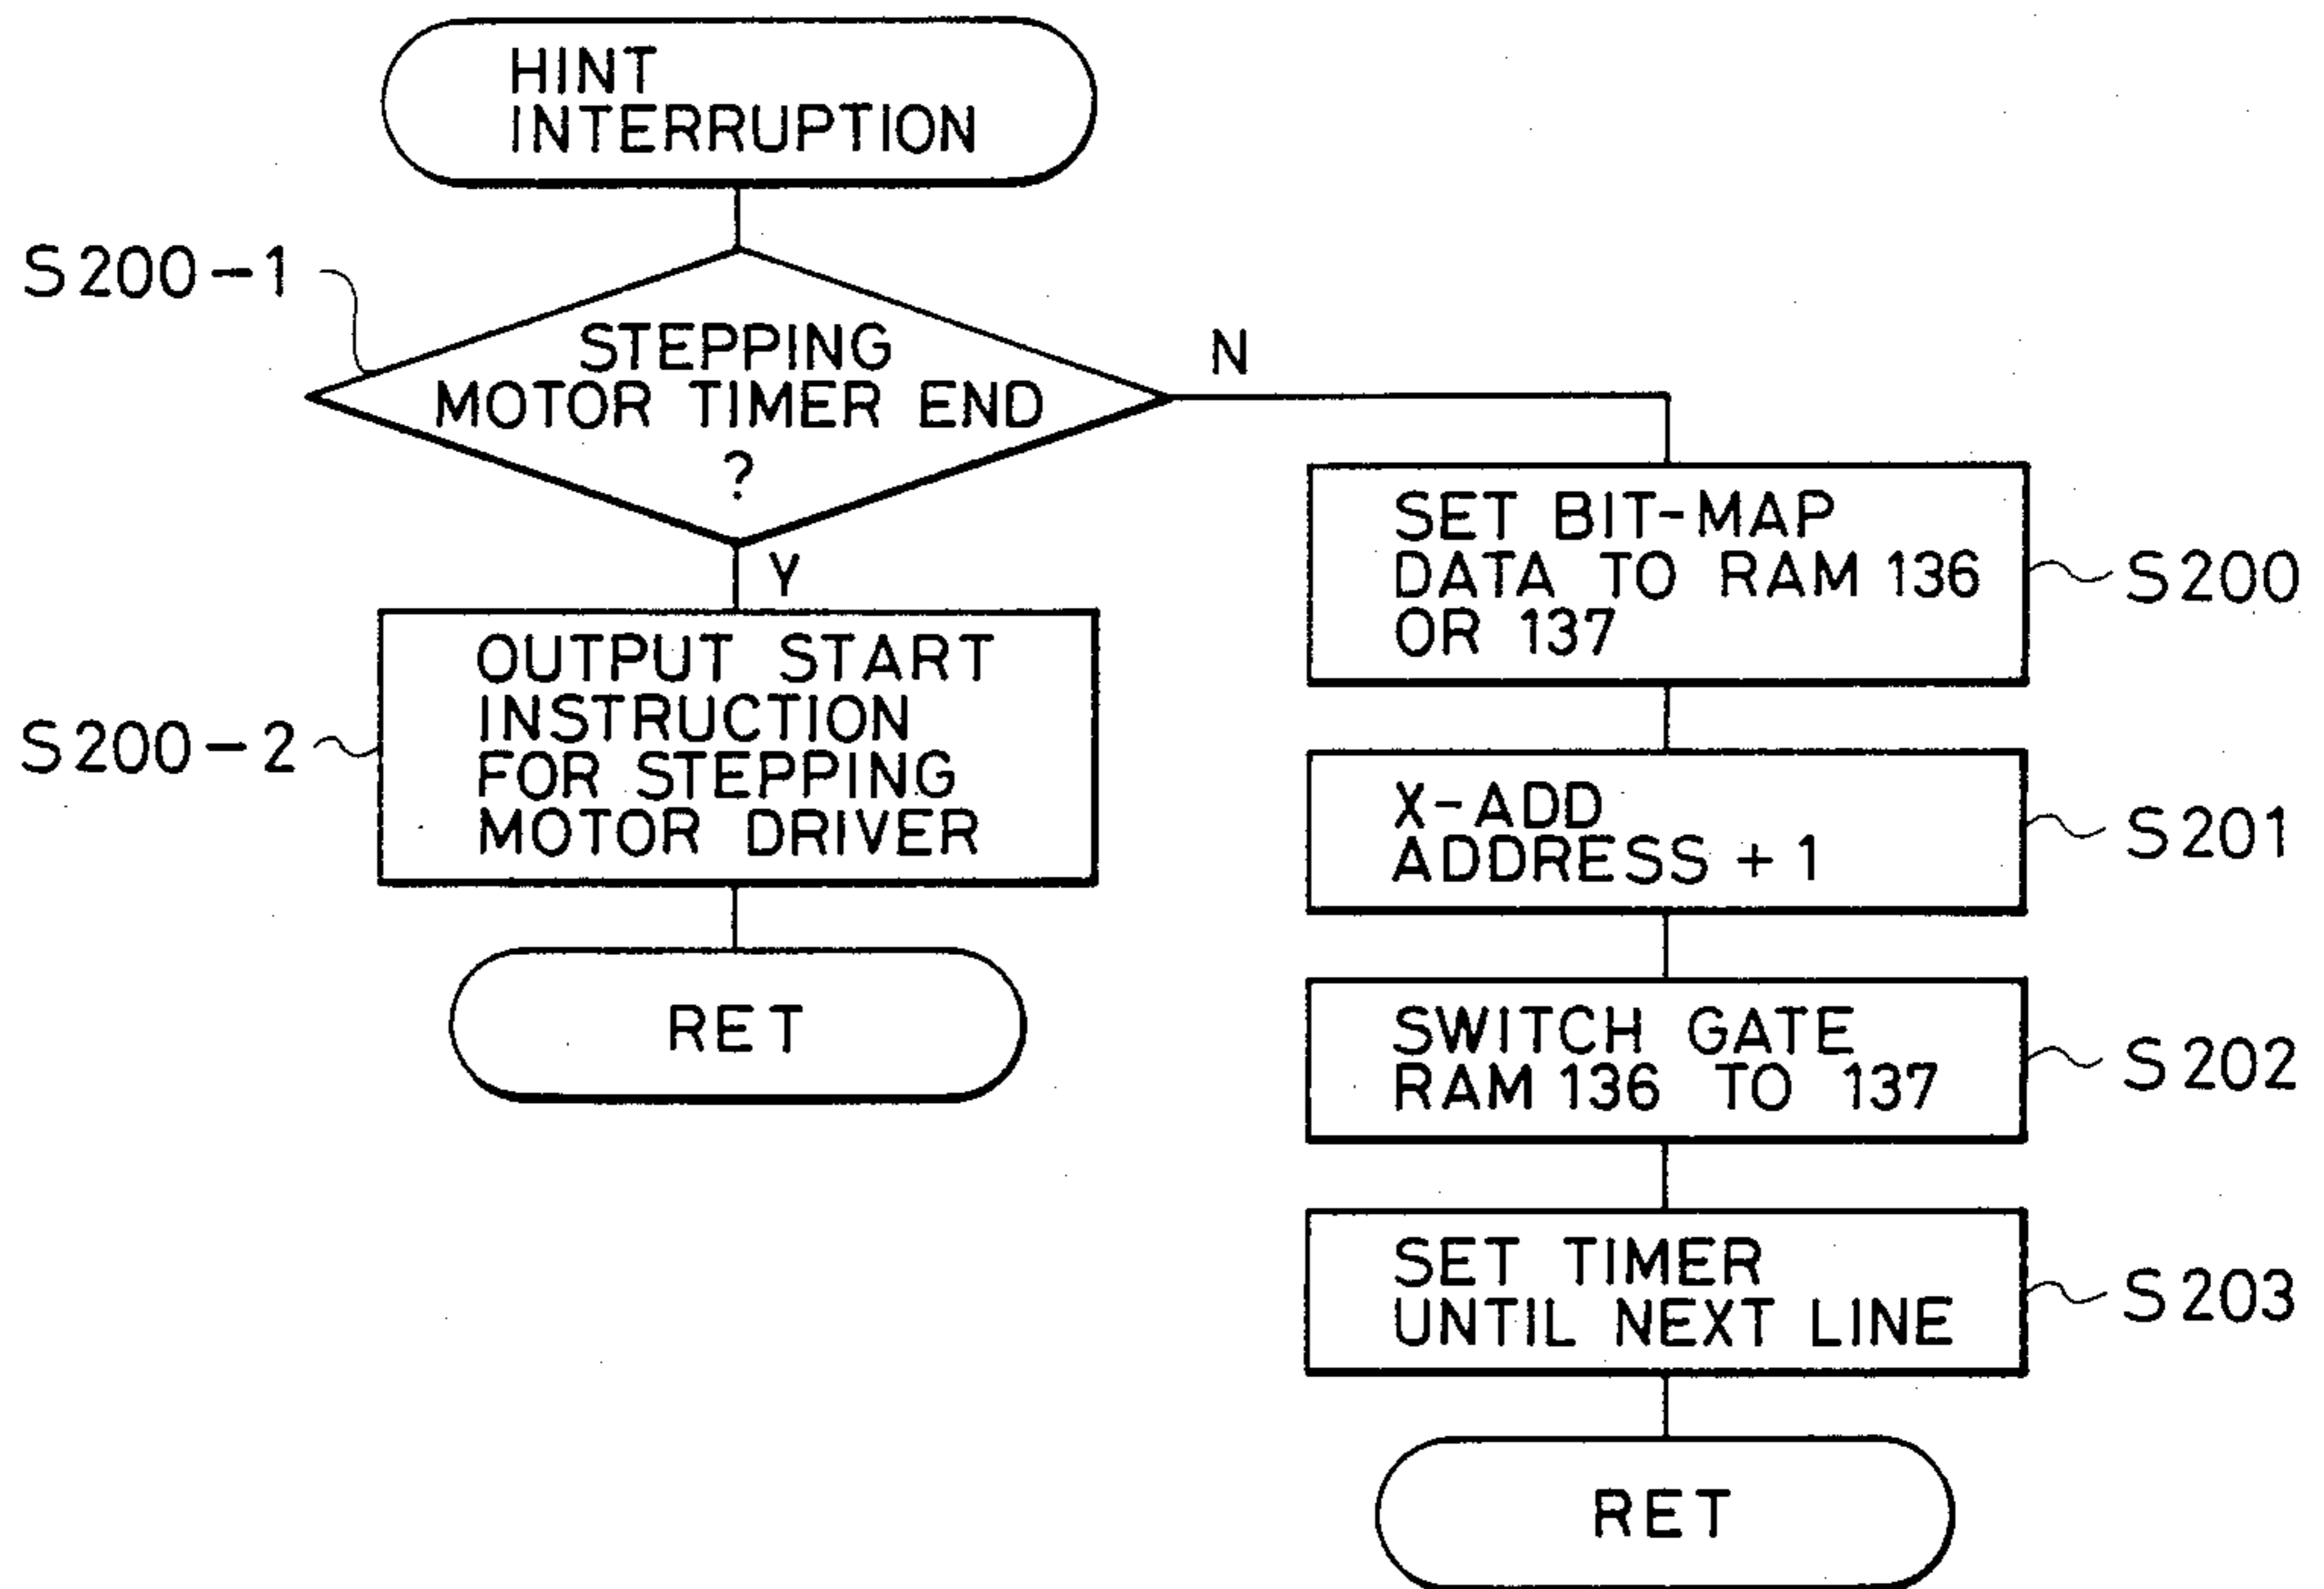 HINT
INTERRUPTION
S200-1
STEPPING
MOTOR TIMER END
?
N
Y
S200-2
OUTPUT START
INSTRUCTION
FOR STEPPING
MOTOR DRIVER
RET
SET BIT-MAP
DATA TO RAM 136
OR 137
S200
X-ADD
ADDRESS + 1
S201
SWITCH GATE
RAM 136 TO 137
S202
SET TIMER
UNTIL NEXT LINE
S203
RET